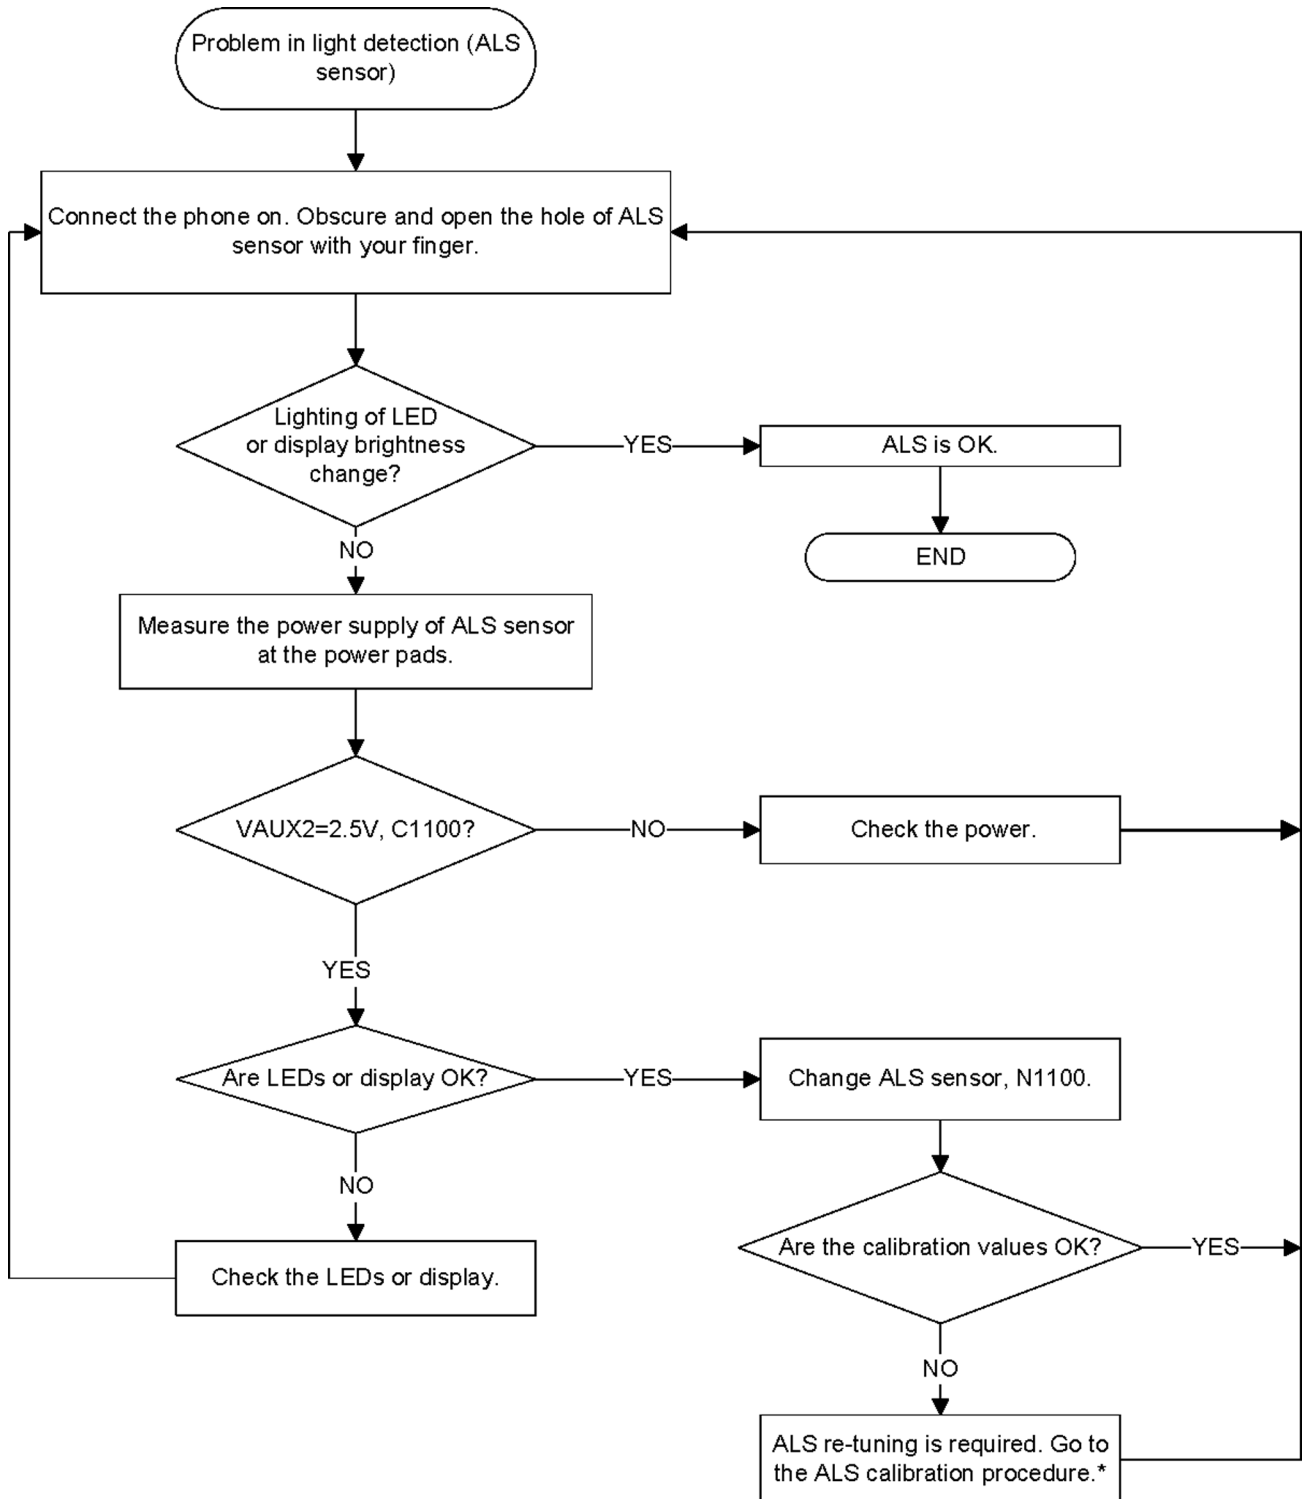 Problem in light detection (ALS
sensor)
Connect the phone on. Obscure and open the hole of ALS
sensor with your finger.
Lighting of LED
or display brightness
change?
YES
ALS is OK.
NO
END
Measure the power supply of ALS sensor
at the power pads.
VAUX2=2.5V, C1100?
NO
Check the power.
YES
Are LEDs or display OK?
YES
Change ALS sensor, N1100.
NO
Are the calibration values OK?
YES
Check the LEDs or display.
NO
ALS re-tuning is required. Go to
the ALS calibration procedure.*